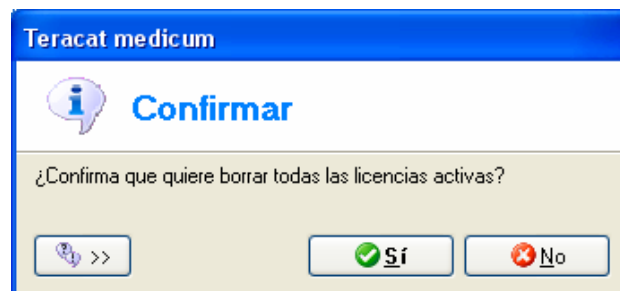 Teracat medicum
Confirmar
¿Confirma que quiere borrar todas las licencias activas?
>> Sí No